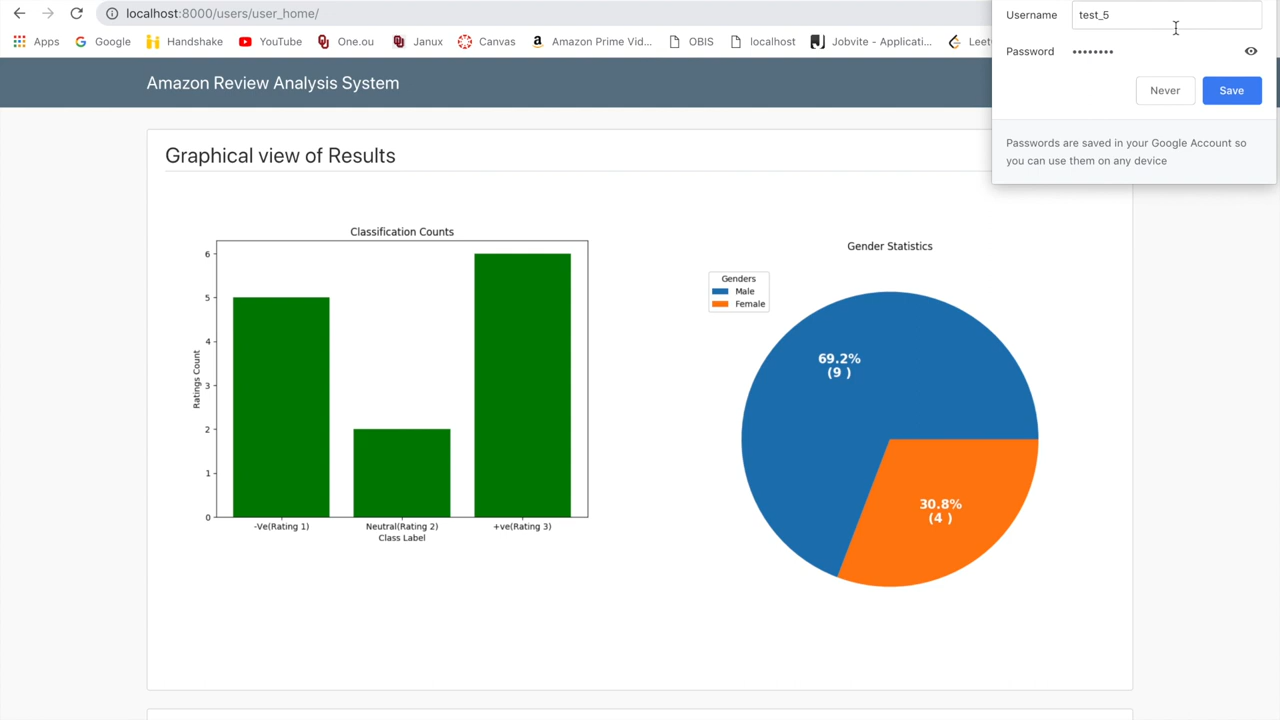 localhost:8000/users/user_home/
Apps Google Handshake YouTube One.ou Janux Canvas Amazon Prime Vid... OBIS localhost Jobvite - Applicati... Leet
Username test_5
Password ••••••••
Never Save
Passwords are saved in your Google Account so
you can use them on any device
Amazon Review Analysis System
Graphical view of Results
Classification Counts
6
5
4
3
2
1
0
Ratings Count
-Ve(Rating 1) Neutral(Rating 2) +ve(Rating 3)
Class Label
Gender Statistics
Genders
Male
Female
69.2%
(9 )
30.8%
(4 )